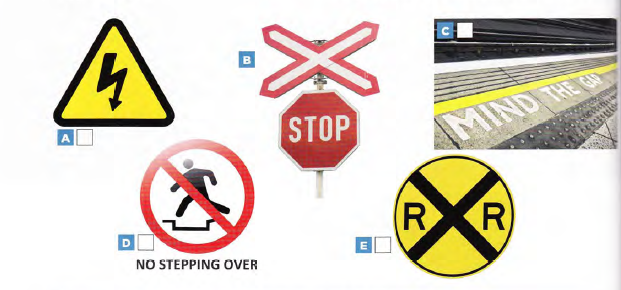 C
B
STOP
MIND THE GAP
A
R R
D
E
NO STEPPING OVER